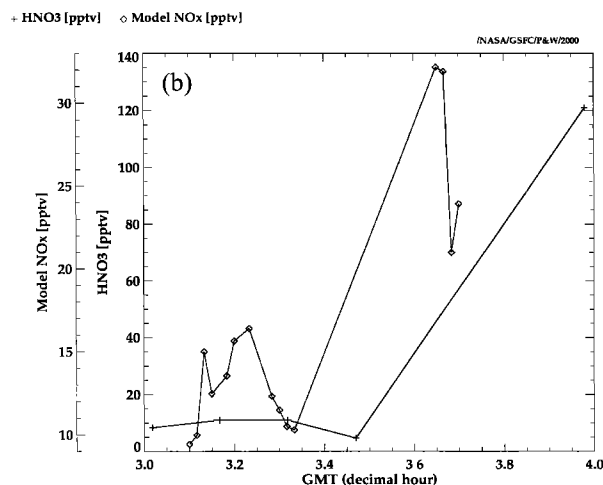 + HNO3 [pptv] ◇ Model NOx [pptv]
/NASA/GSFC/P&W/2000
(b)
Model NOx [pptv]
30
25
20
15
10
HNO3 [pptv]
140
120
100
80
60
40
20
0
3.0 3.2 3.4 3.6 3.8 4.0
GMT (decimal hour)